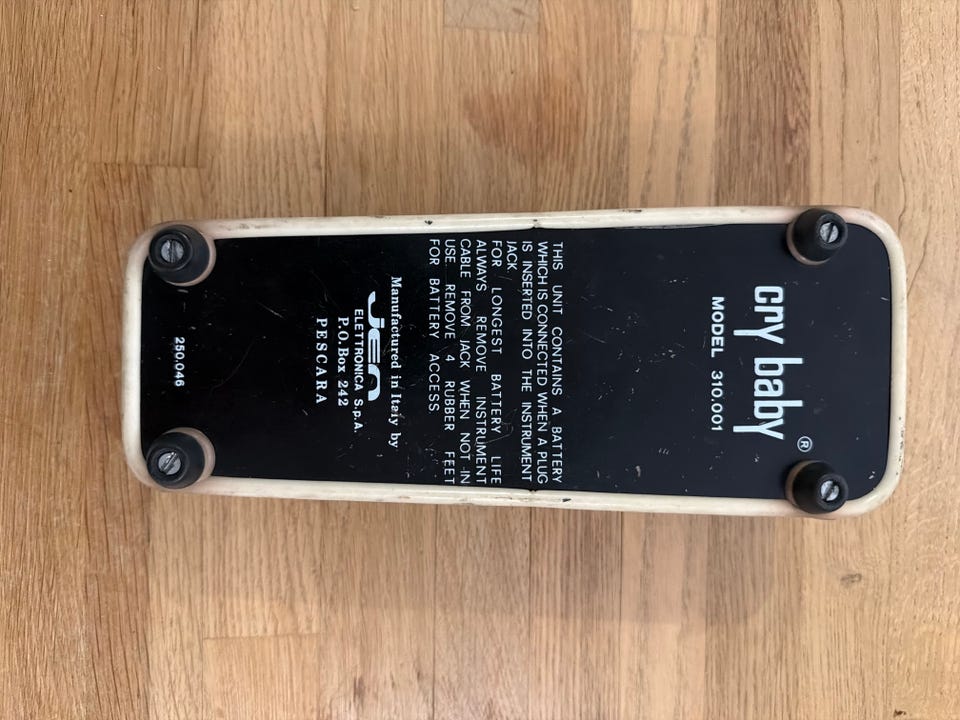 cry baby ®
MODEL 310.001
THIS UNIT CONTAINS A BATTERY
WHICH IS CONNECTED WHEN A PLUG
IS INSERTED INTO THE INSTRUMENT
JACK.
FOR LONGEST BATTERY LIFE
ALWAYS REMOVE INSTRUMENT
CABLE FROM JACK WHEN NOT IN
USE REMOVE 4 RUBBER FEET
FOR BATTERY ACCESS.
Manufactured in Italy by
JEN
ELETTRONICA S.p.A.
P.O. Box 242
PESCARA
250.046